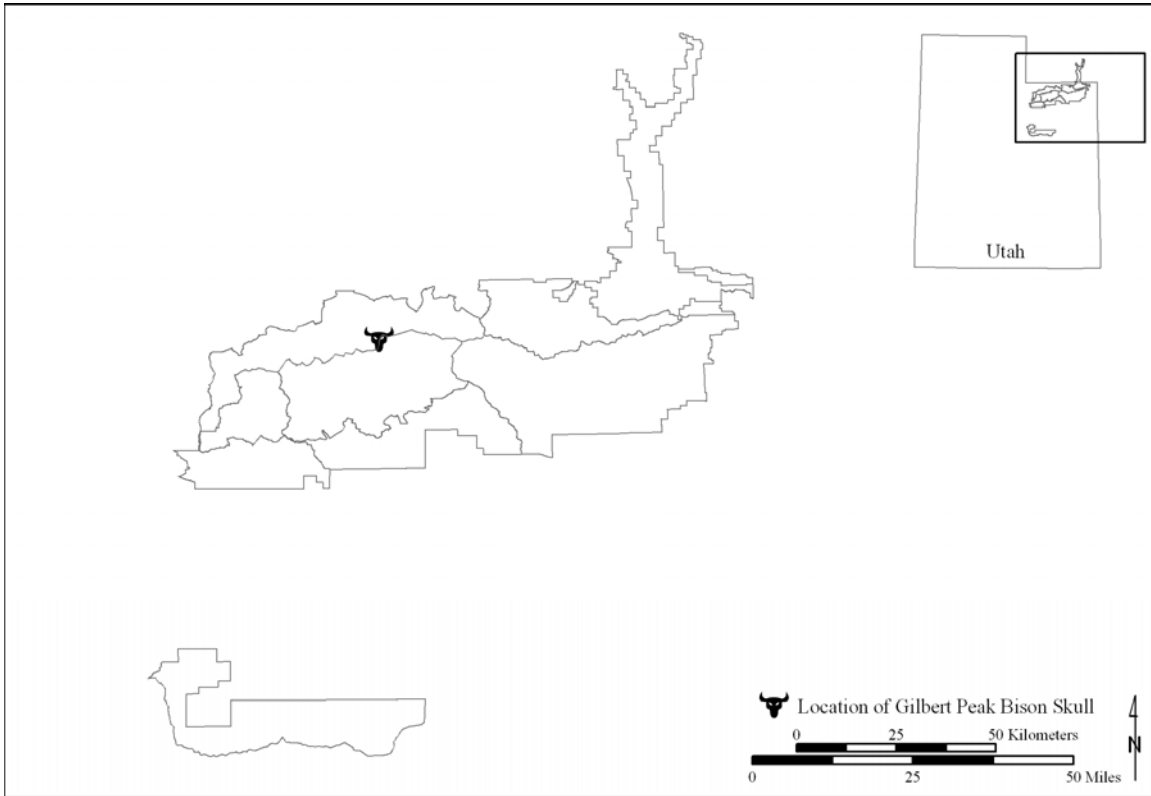 Utah
Location of Gilbert Peak Bison Skull
0 25 50 Kilometers
0 25 50 Miles
N